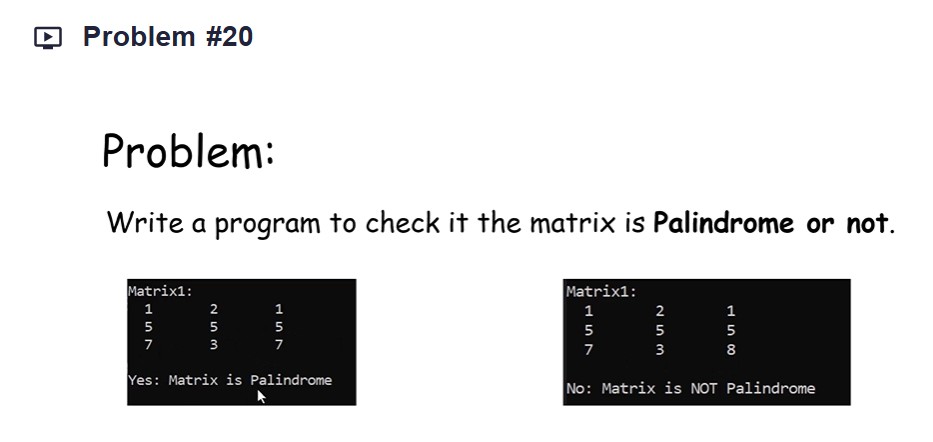 Problem #20
Problem:
Write a program to check it the matrix is Palindrome or not.
Matrix1:
1 2 1
5 5 5
7 3 7
Yes: Matrix is Palindrome
Matrix1:
1 2 1
5 5 5
7 3 8
No: Matrix is NOT Palindrome